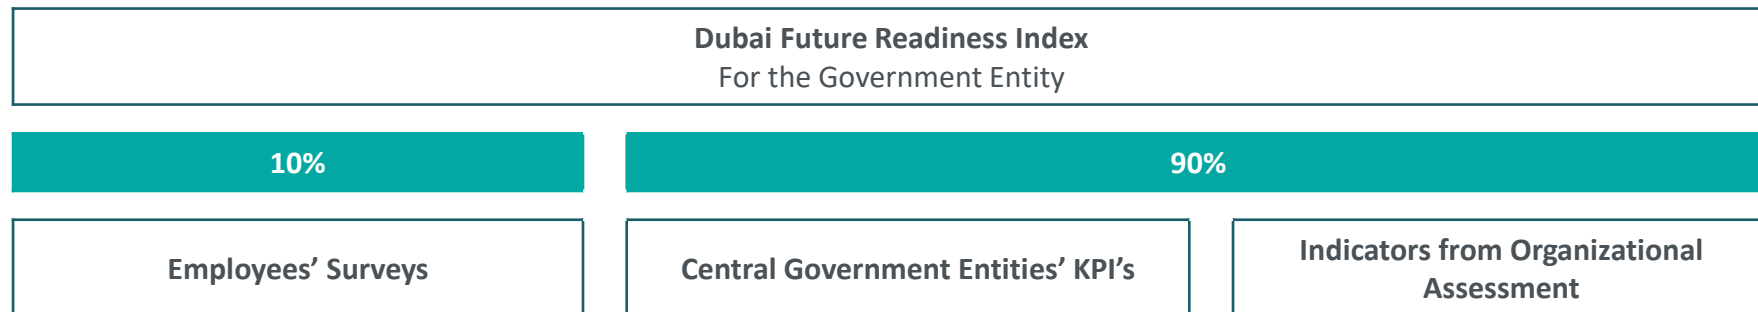 Dubai Future Readiness Index
For the Government Entity
10%
90%
Employees’ Surveys
Central Government Entities’ KPI’s
Indicators from Organizational
Assessment